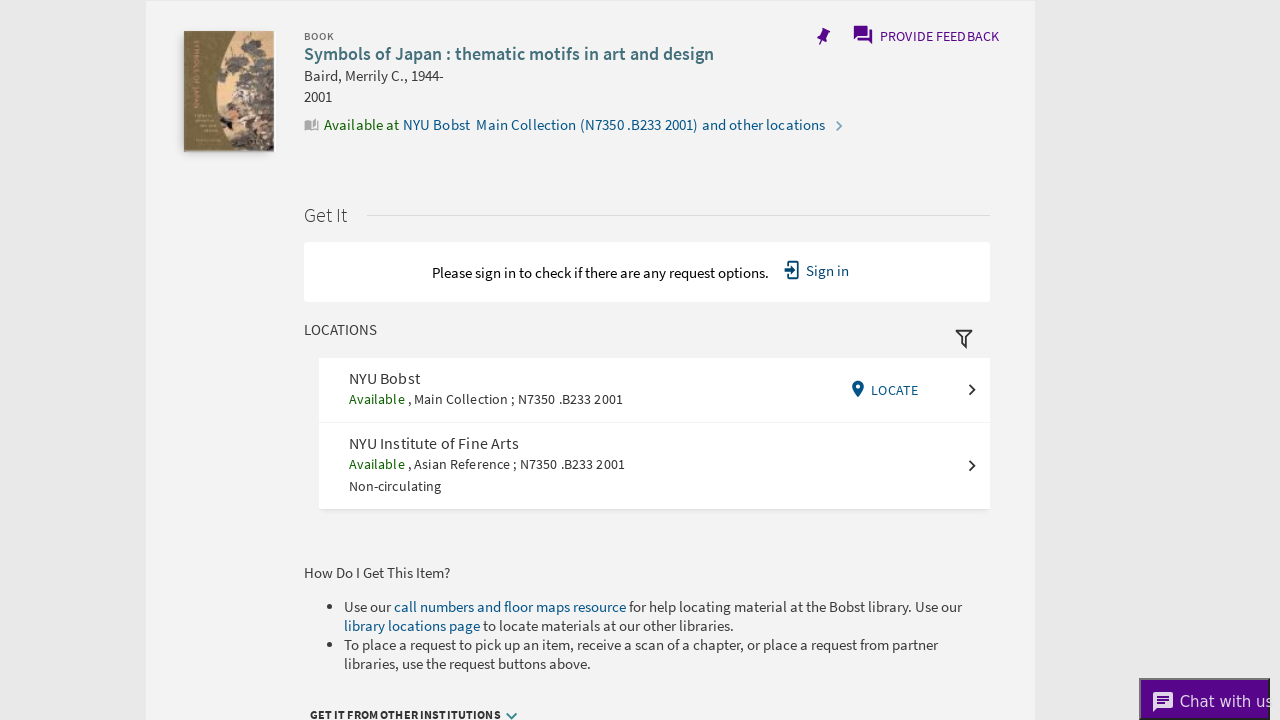 BOOK
PROVIDE FEEDBACK
Symbols of Japan : thematic motifs in art and design
Baird, Merrily C., 1944-
2001
Available at NYU Bobst Main Collection (N7350 .B233 2001) and other locations
Get It
Please sign in to check if there are any request options. Sign in
LOCATIONS
NYU Bobst
Available , Main Collection ; N7350 .B233 2001
LOCATE
NYU Institute of Fine Arts
Available , Asian Reference ; N7350 .B233 2001
Non-circulating
How Do I Get This Item?
Use our call numbers and floor maps resource for help locating material at the Bobst library. Use our
library locations page to locate materials at our other libraries.
To place a request to pick up an item, receive a scan of a chapter, or place a request from partner
libraries, use the request buttons above.
GET IT FROM OTHER INSTITUTIONS
Chat with us